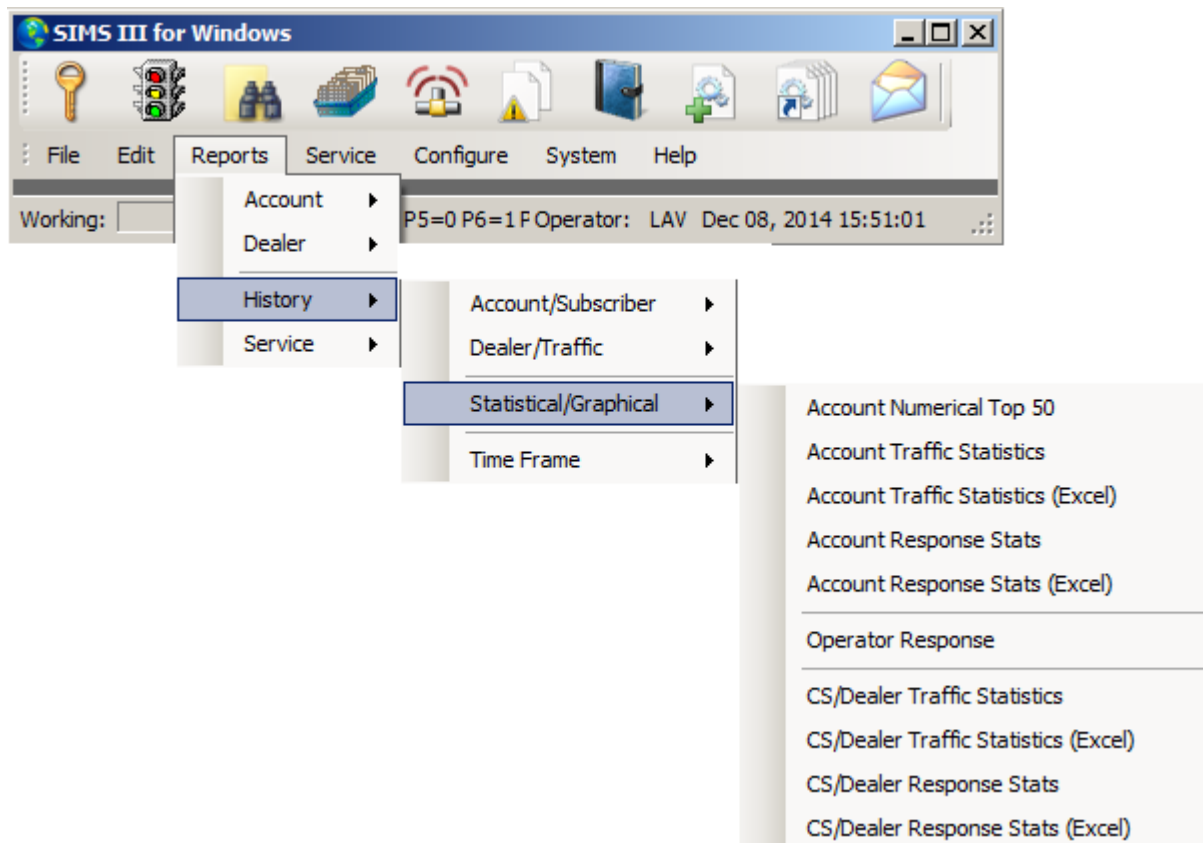 SIMS III for Windows
File Edit Reports Service Configure System Help
Working: P5=0 P6=1 F Operator: LAV Dec 08, 2014 15:51:01
Account
Dealer
History
Service
Account/Subscriber
Dealer/Traffic
Statistical/Graphical
Time Frame
Account Numerical Top 50
Account Traffic Statistics
Account Traffic Statistics (Excel)
Account Response Stats
Account Response Stats (Excel)
Operator Response
CS/Dealer Traffic Statistics
CS/Dealer Traffic Statistics (Excel)
CS/Dealer Response Stats
CS/Dealer Response Stats (Excel)